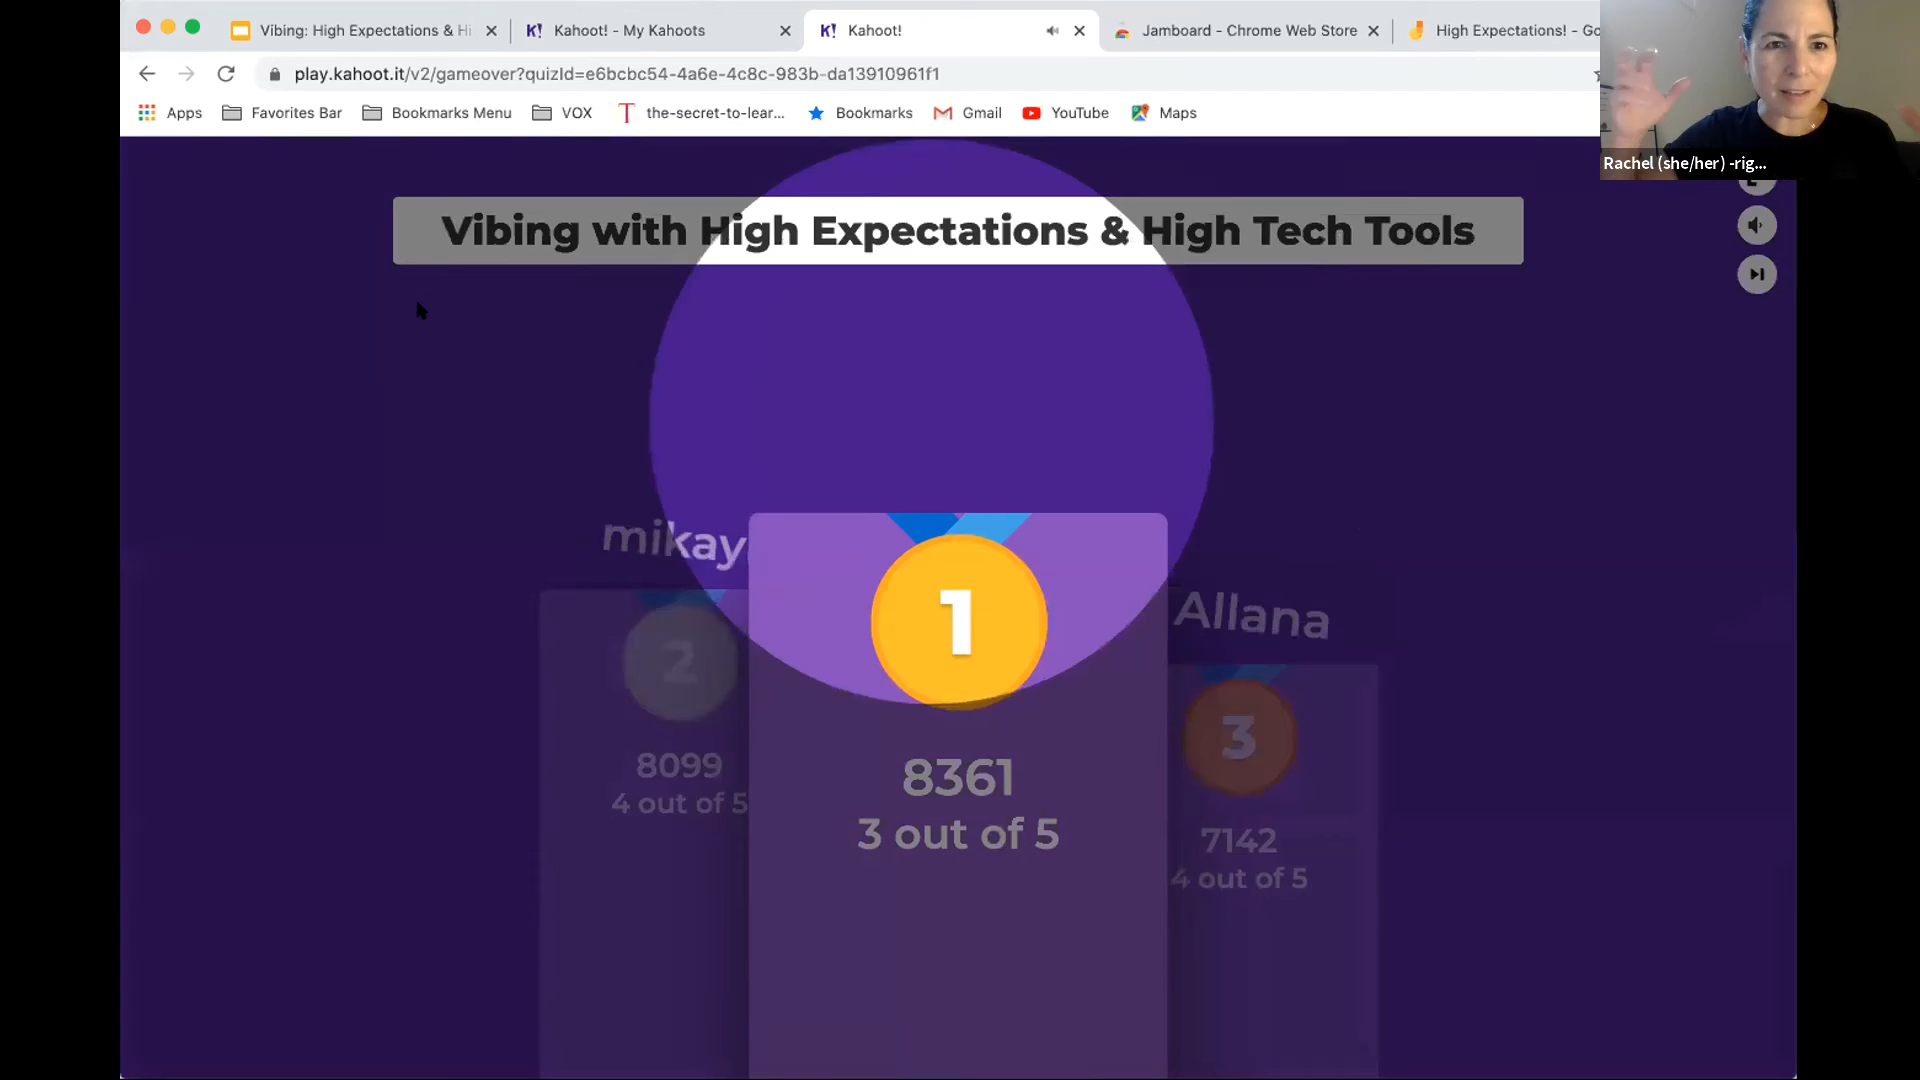 Vibing: High Expectations & Hi
Kahoot! - My Kahoots
Kahoot!
Jamboard - Chrome Web Store
High Expectations! - Go
play.kahoot.it/v2/gameover?quizId=e6bcbc54-4a6e-4c8c-983b-da13910961f1
Apps
Favorites Bar
Bookmarks Menu
VOX
the-secret-to-lear...
Bookmarks
Gmail
YouTube
Maps
Rachel (she/her) -rig...
Vibing with High Expectations & High Tech Tools
mikay
Allana
1
2
3
8099
4 out of 5
8361
3 out of 5
7142
4 out of 5